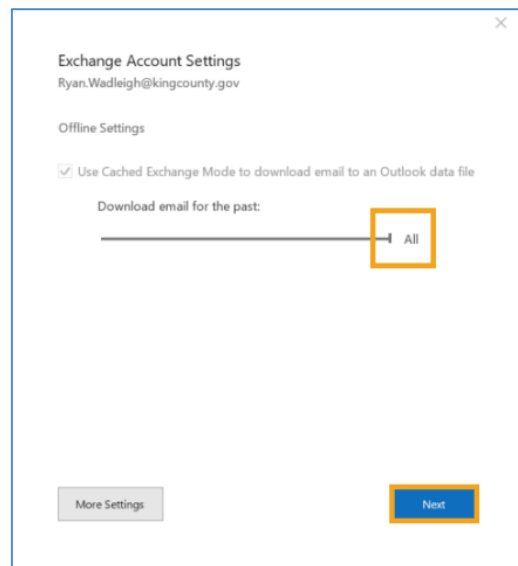 Exchange Account Settings
Ryan.Wadleigh@kingcounty.gov
Offline Settings
Use Cached Exchange Mode to download email to an Outlook data file
Download email for the past:
All
More Settings
Next